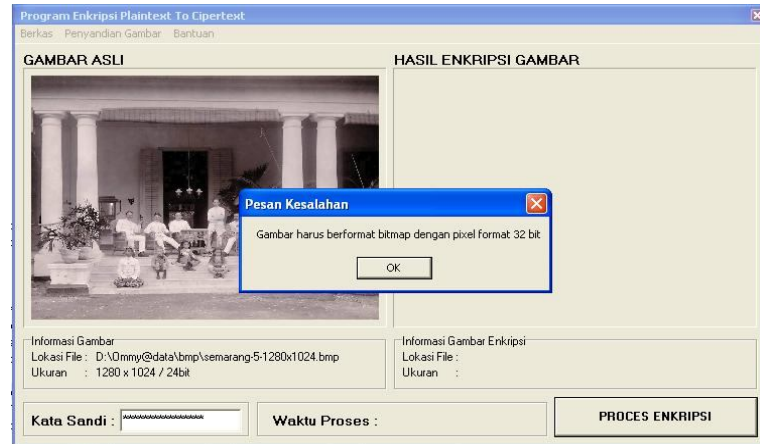 Program Enkripsi Plaintext To Cipertext
Berkas Penyandian Gambar Bantuan
GAMBAR ASLI
HASIL ENKRIPSI GAMBAR
Pesan Kesalahan
Gambar harus berformat bitmap dengan pixel format 32 bit
OK
Informasi Gambar
Lokasi File : D:\Ommy@data\bmp\semarang-5-1280x1024.bmp
Ukuran : 1280 x 1024 / 24bit
Informasi Gambar Enkripsi
Lokasi File :
Ukuran :
Kata Sandi : ****************
Waktu Proses :
PROCES ENKRIPSI